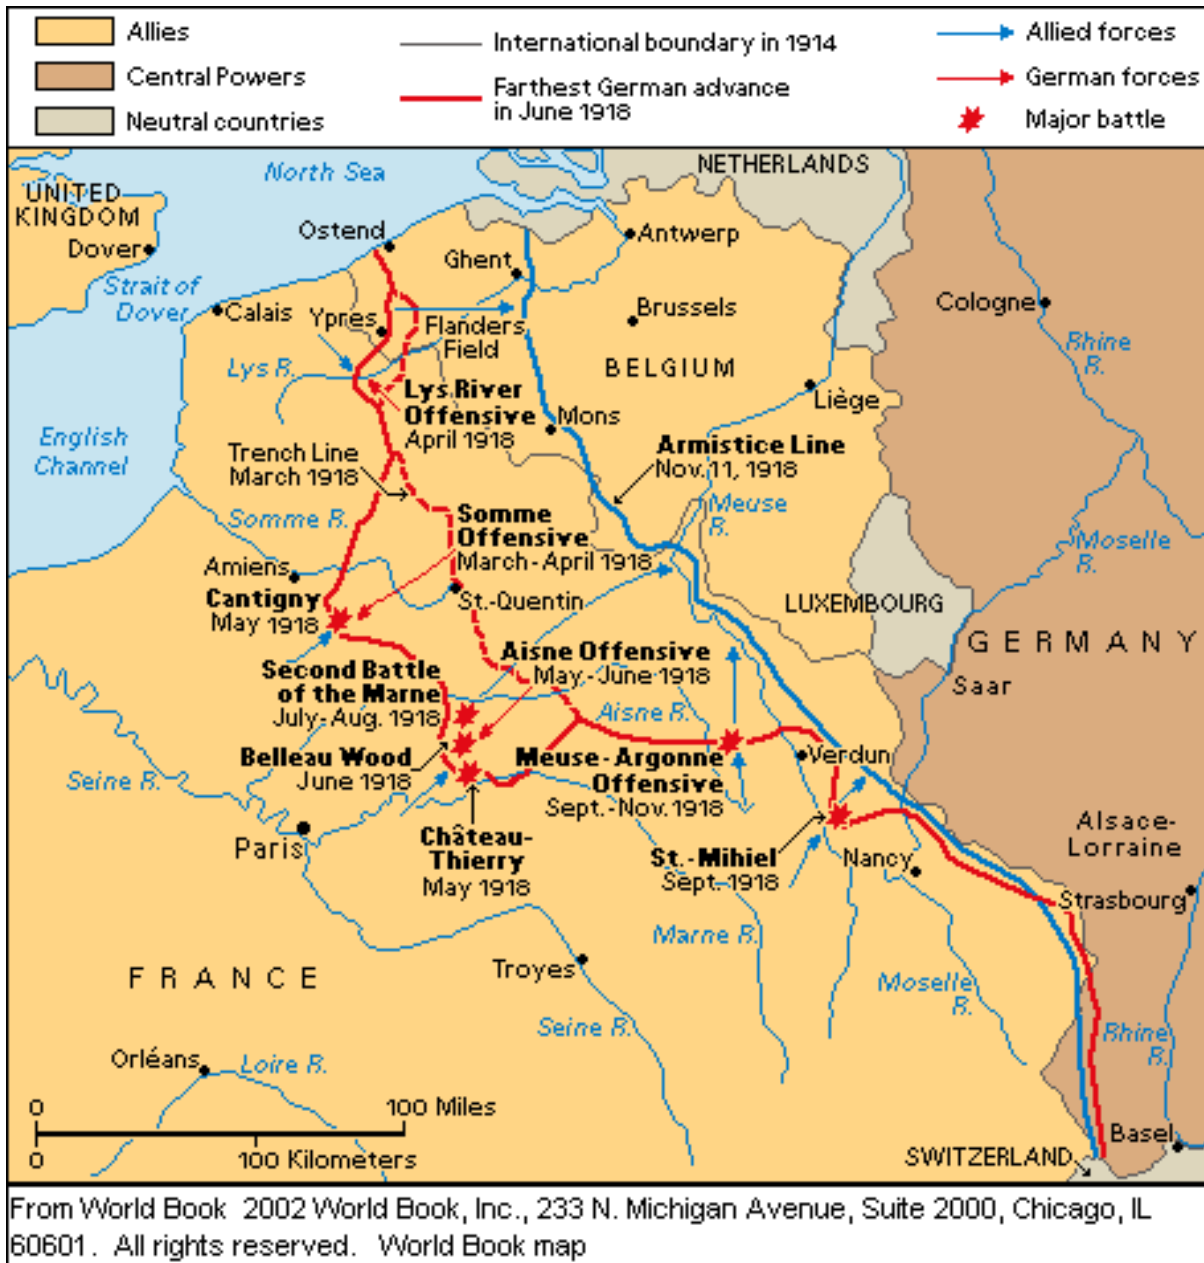 Allies
Central Powers
Neutral countries
International boundary in 1914
Farthest German advance
in June 1918
Allied forces
German forces
Major battle
North Sea
NETHERLANDS
UNITED
KINGDOM
Dover
Strait of
Dover
Ostend
Ghent
Antwerp
Calais
Ypres
Flanders
Field
Brussels
Cologne
Rhine
R.
Lys R.
BELGIUM
Lys River
Offensive
April 1918
Liège
Mons
English
Channel
Trench Line
March 1918
Armistice Line
Nov. 11, 1918
Meuse
R.
Somme R.
Somme
Offensive
March - April 1918
Moselle
R.
Amiens
Cantigny
May 1918
St.-Quentin
LUXEMBOURG
GERMANY
Second Battle
of the Marne
July- Aug. 1918
Aisne Offensive
May - June 1918
Saar
Aisne R.
Belleau Wood
June 1918
Meuse - Argonne
Offensive
Sept.- Nov. 1918
Verdun
Seine R.
Paris
Château-
Thierry
May 1918
St.-Mihiel
Sept. 1918
Nancy
Alsace-
Lorraine
Strasbourg
Marne R.
Moselle
R.
FRANCE
Troyes
Seine R.
Rhine
R.
Orléans
Loire R.
0
100 Miles
0
100 Kilometers
Basel
SWITZERLAND
From World Book 2002 World Book, Inc., 233 N. Michigan Avenue, Suite 2000, Chicago, IL
60601. All rights reserved. World Book map